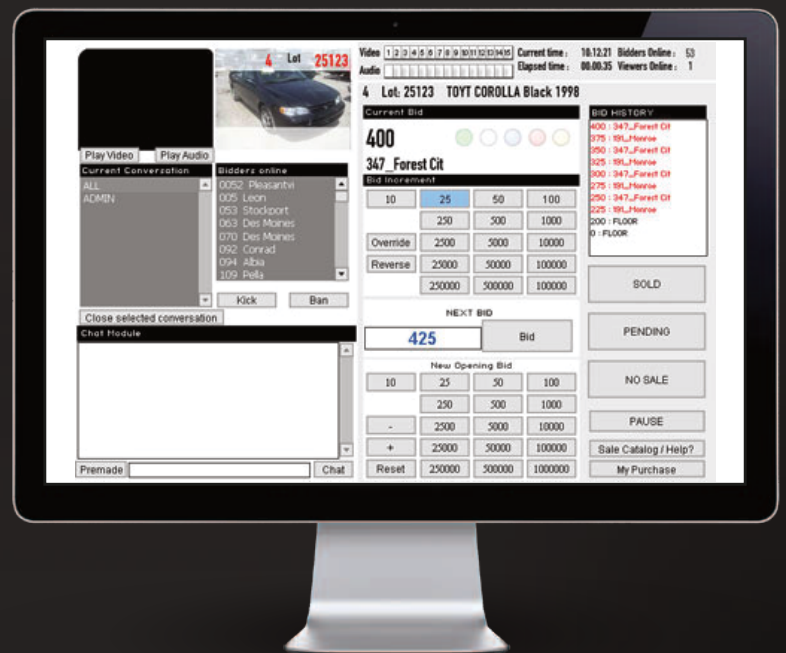 4 Lot 25123
Play Video Play Audio
Current Conversation
ALL
ADMIN
Close selected conversation
Bidders online
0052 Pleasantvi
005 Leon
053 Stockport
063 Des Moines
070 Des Moines
092 Conrad
094 Albia
109 Pella
Kick Ban
Chat Module
Premade Chat
Video 1 2 3 4 5 6 7 8 9 10 11 12 13 14 15 Current time : 10:12:21 Bidders Online : 53
Audio Elapsed time : 00:00:35 Viewers Online : 1
4 Lot: 25123 TOYT COROLLA Black 1998
Current Bid
400
347_Forest Cit
Bid Increment
10 25 50 100
250 500 1000
Override 2500 5000 10000
Reverse 25000 50000 100000
250000 500000 100000
NEXT BID
425 Bid
New Opening Bid
10 25 50 100
250 500 1000
- 2500 5000 10000
+ 25000 50000 100000
Reset 250000 500000 1000000
BID HISTORY
400 : 347_Forest Cit
375 : 191_Monroe
350 : 347_Forest Cit
325 : 191_Monroe
300 : 347_Forest Cit
275 : 191_Monroe
250 : 347_Forest Cit
225 : 191_Monroe
200 : FLOOR
0 : FLOOR
SOLD
PENDING
NO SALE
PAUSE
Sale Catalog / Help?
My Purchase